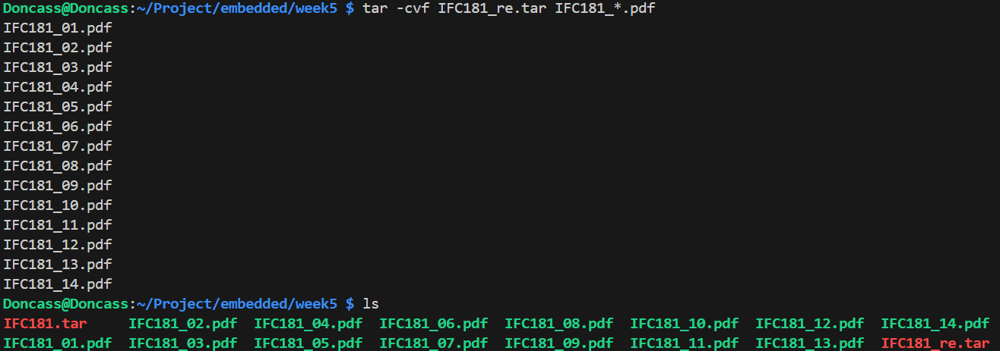 Doncass@Doncass:~/Project/embedded/week5 $ tar -cvf IFC181_re.tar IFC181_*.pdf
IFC181_01.pdf
IFC181_02.pdf
IFC181_03.pdf
IFC181_04.pdf
IFC181_05.pdf
IFC181_06.pdf
IFC181_07.pdf
IFC181_08.pdf
IFC181_09.pdf
IFC181_10.pdf
IFC181_11.pdf
IFC181_12.pdf
IFC181_13.pdf
IFC181_14.pdf
Doncass@Doncass:~/Project/embedded/week5 $ ls
IFC181.tar IFC181_02.pdf IFC181_04.pdf IFC181_06.pdf IFC181_08.pdf IFC181_10.pdf IFC181_12.pdf IFC181_14.pdf
IFC181_01.pdf IFC181_03.pdf IFC181_05.pdf IFC181_07.pdf IFC181_09.pdf IFC181_11.pdf IFC181_13.pdf IFC181_re.tar